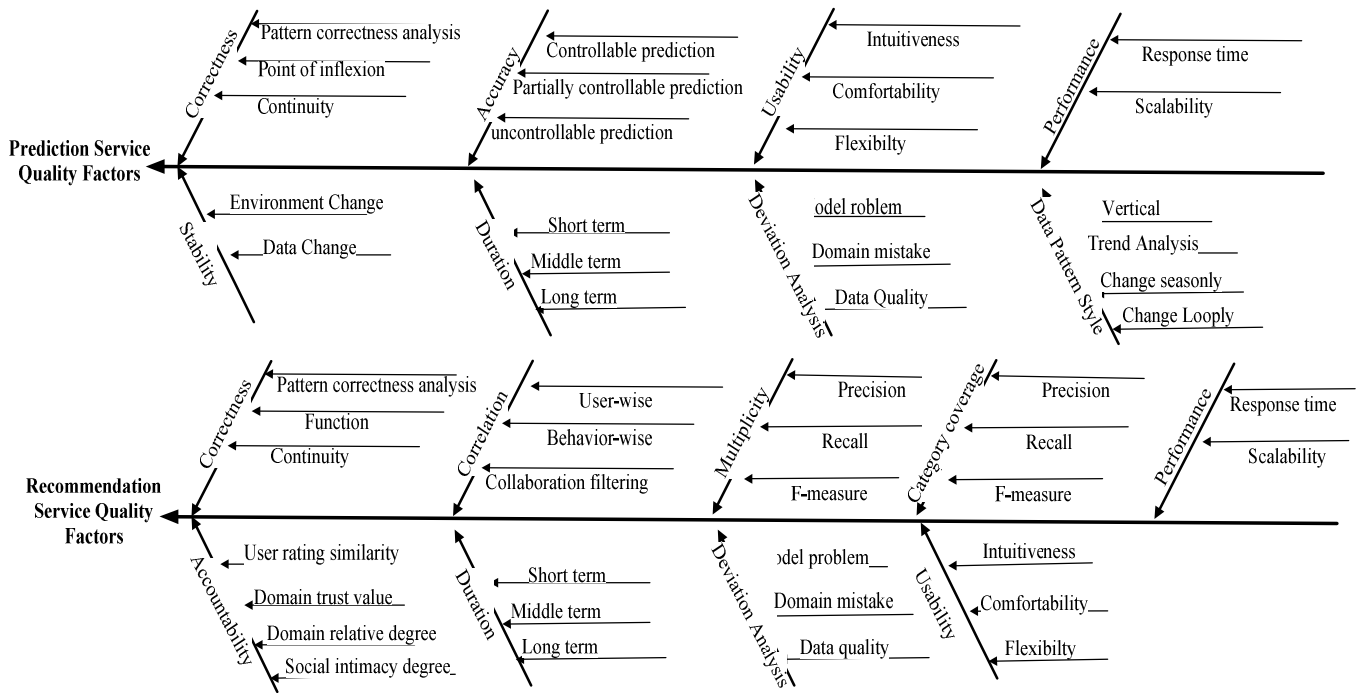 Correctness
Pattern correctness analysis
Point of inflexion
Continuity
Accuracy
Controllable prediction
Partially controllable prediction
uncontrollable prediction
Usability
Intuitiveness
Comfortability
Flexibilty
Performance
Response time
Scalability
Prediction Service
Quality Factors
Stability
Environment Change
Data Change
Duration
Short term
Middle term
Long term
Deviation Analysis
odel roblem
Domain mistake
Data Quality
Data Pattern Style
Vertical
Trend Analysis
Change seasonly
Change Looply
Correctness
Pattern correctness analysis
Function
Continuity
Correlation
User-wise
Behavior-wise
Collaboration filtering
Multiplicity
Precision
Recall
F-measure
Category coverage
Precision
Recall
F-measure
Performance
Response time
Scalability
Recommendation
Service Quality
Factors
Accountability
User rating similarity
Domain trust value
Domain relative degree
Social intimacy degree
Duration
Short term
Middle term
Long term
Deviation Analysis
odel problem
Domain mistake
Data quality
Usability
Intuitiveness
Comfortability
Flexibilty